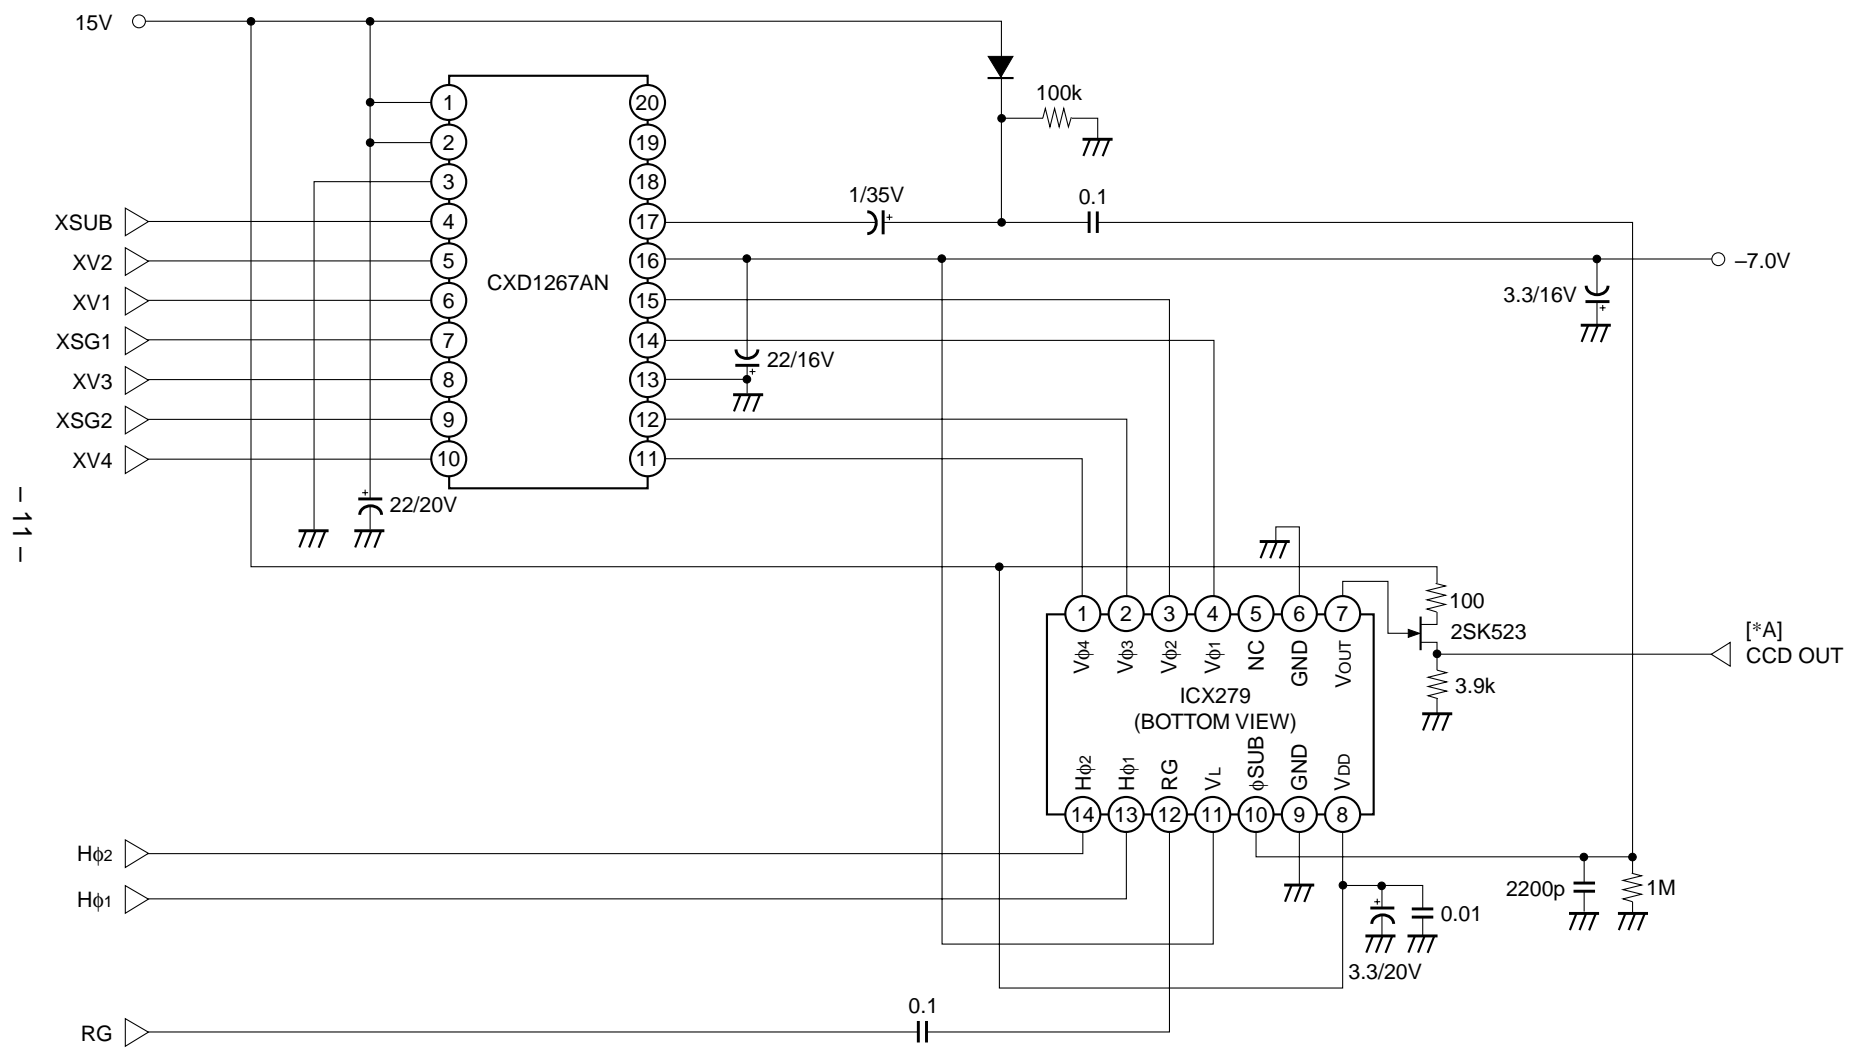 15V
1
20
100k
2
19
CXD1267AN
3
18
1/35V
0.1
XSUB
4
17
XV2
5
16
–7.0V
XV1
6
15
3.3/16V
XSG1
7
14
22/16V
XV3
8
13
XSG2
9
12
XV4
10
11
22/20V
– 11 –
1
2
3
4
5
6
7
100
2SK523
[*A]
CCD OUT
Vϕ4
Vϕ3
Vϕ2
Vϕ1
NC
GND
VOUT
3.9k
ICX279
(BOTTOM VIEW)
Hϕ2
Hϕ1
RG
VL
ϕSUB
GND
VDD
14
13
12
11
10
9
8
Hϕ2
Hϕ1
2200p
1M
+
0.01
3.3/20V
0.1
RG